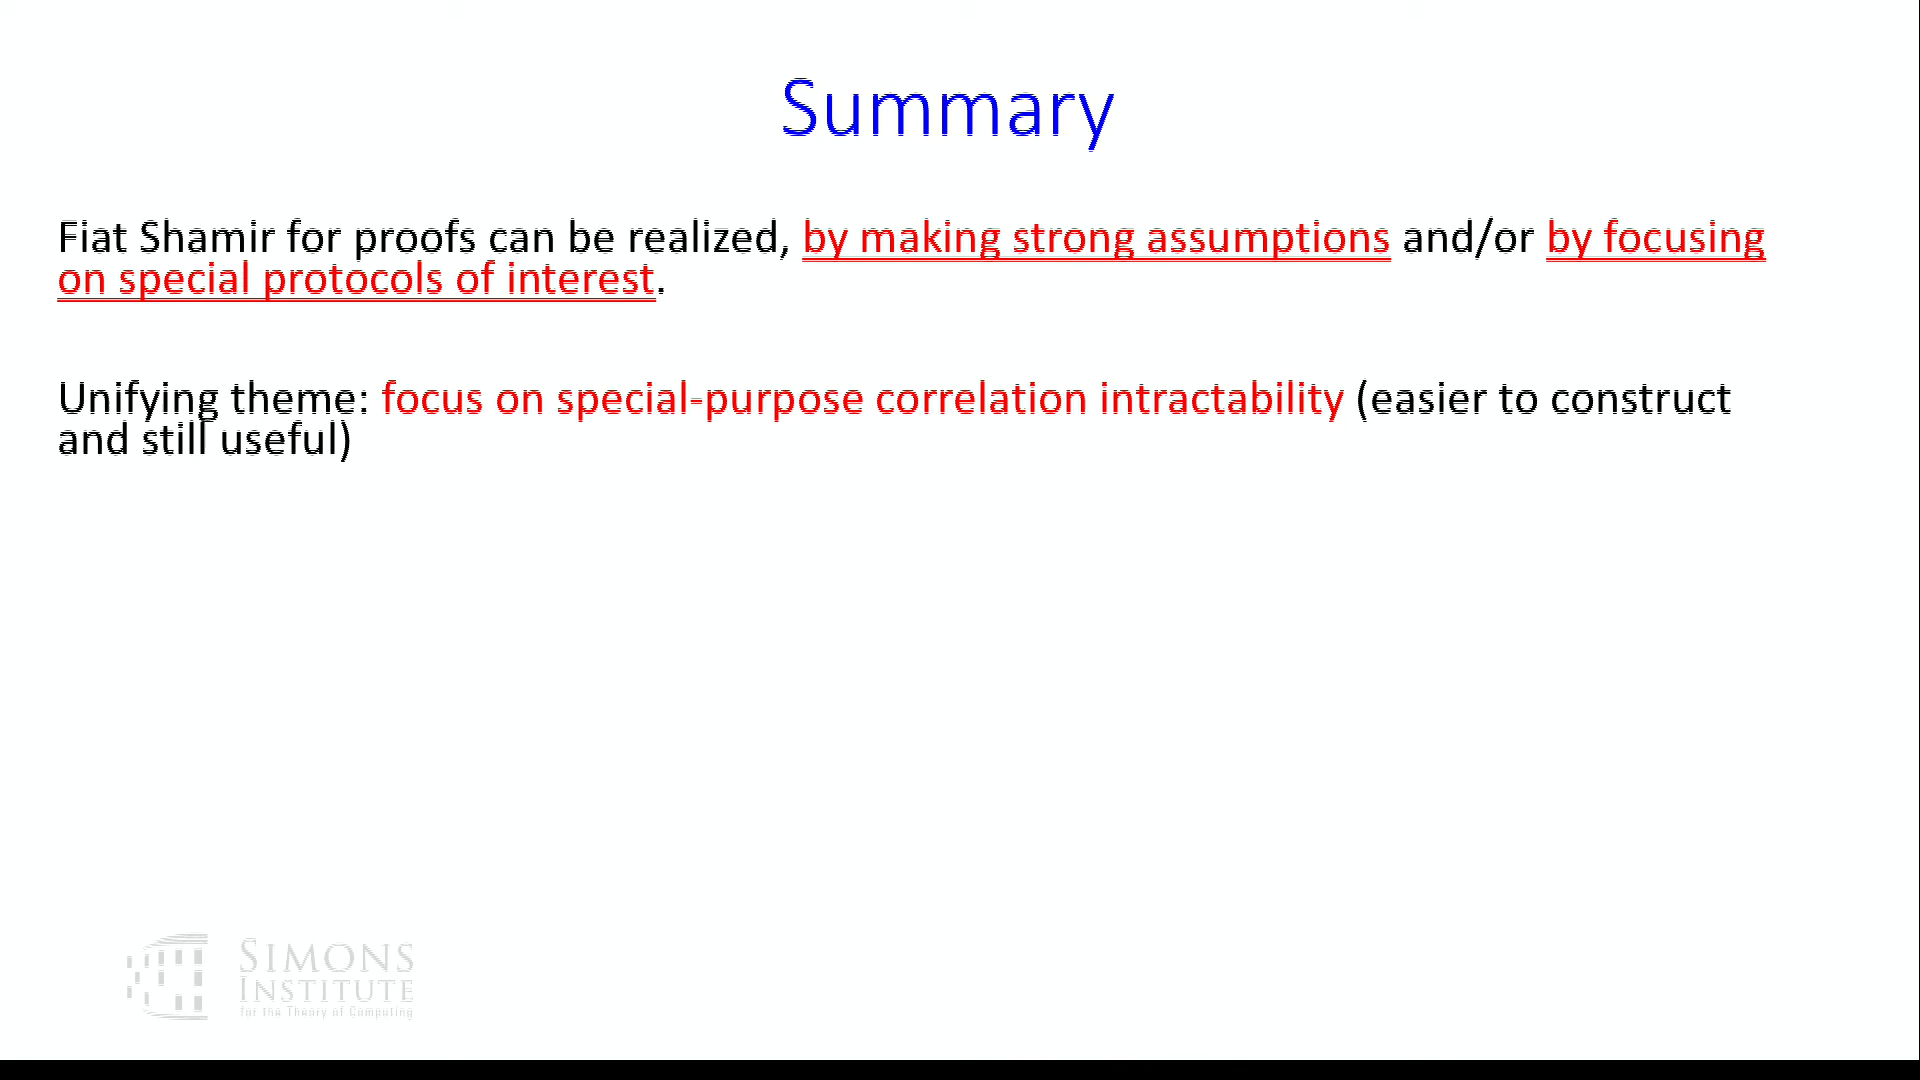 Summary
Fiat Shamir for proofs can be realized, by making strong assumptions and/or by focusing
on special protocols of interest.
Unifying theme: focus on special-purpose correlation intractability (easier to construct
and still useful)
SIMONS
INSTITUTE
for the Theory of Computing